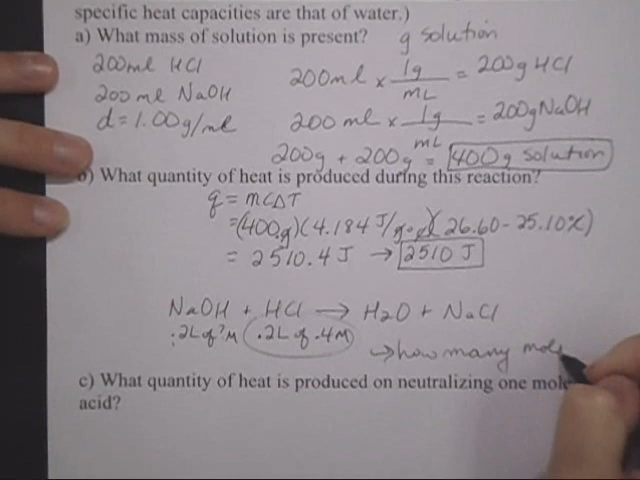 specific heat capacities are that of water.)
a) What mass of solution is present? g solution
200ml HCl 200ml x 1g/mL = 200g HCl
200 ml NaOH
d = 1.00g/ml 200 ml x 1g/mL = 200g NaOH
200g + 200g = 400g solution
b) What quantity of heat is produced during this reaction?
q = mCΔT
= (400.g)(4.184 J/g·°C)(26.60 - 25.10°C)
= 2510.4 J → 2510 J
NaOH + HCl → H2O + NaCl
.2L of ?M .2L of .4M
→ how many mole
c) What quantity of heat is produced on neutralizing one mole
acid?